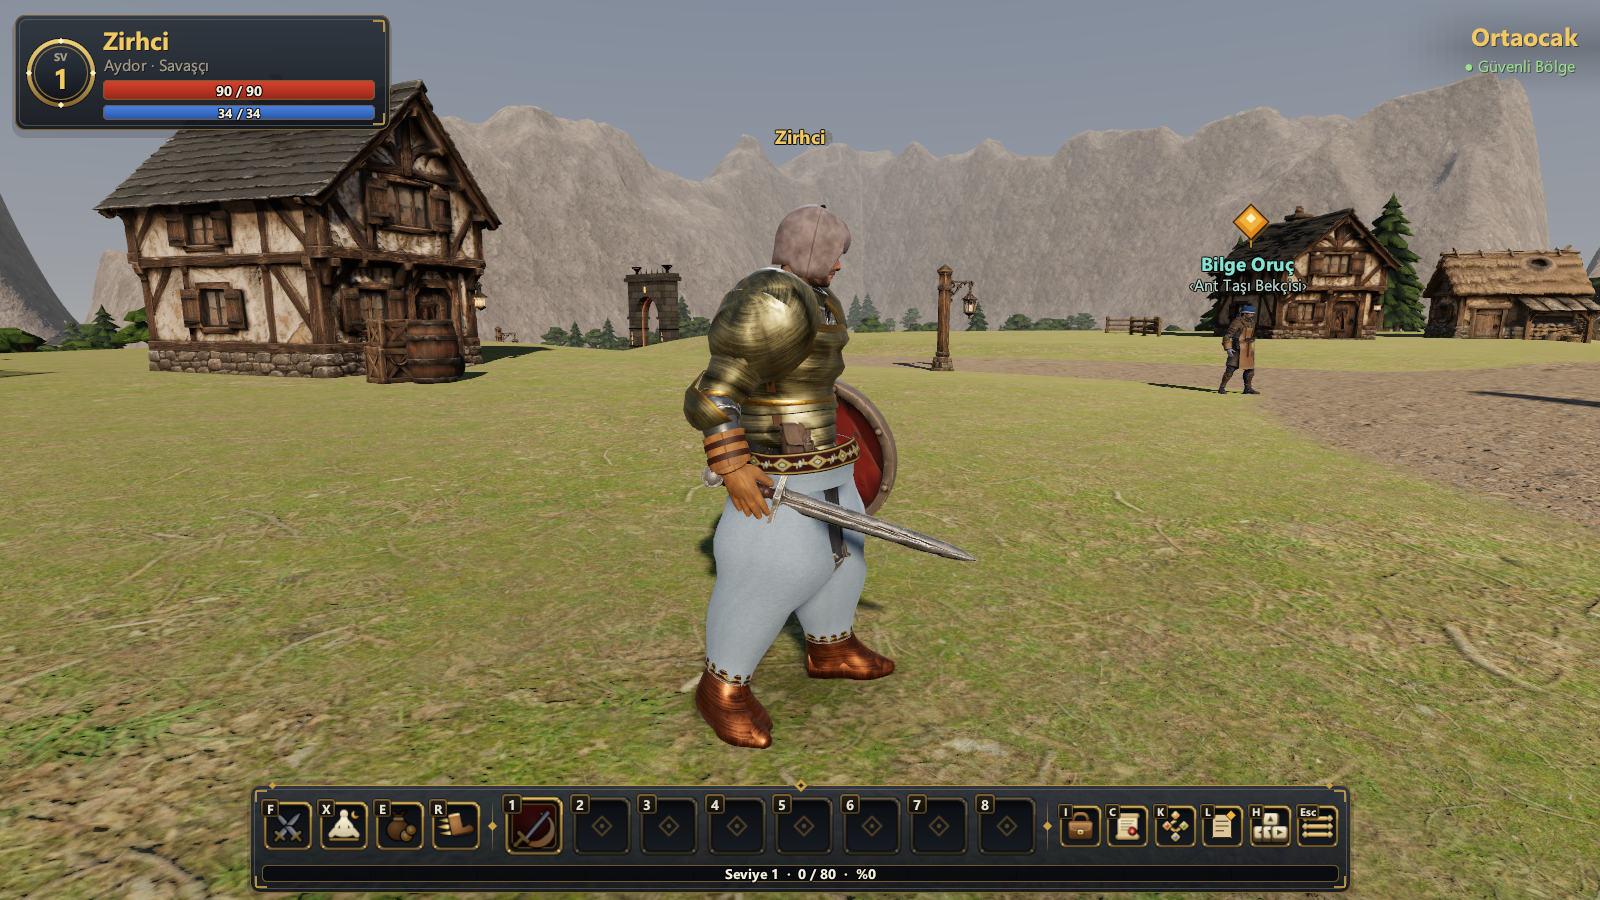 SV
1
Zirhci
Aydor · Savaşçı
90 / 90
34 / 34
Ortaocak
Güvenli Bölge
Zirhci
Bilge Oruç
‹Ant Taşı Bekçisi›
F X E R 1 2 3 4 5 6 7 8 I C K L H Esc
Seviye 1 · 0 / 80 · %0